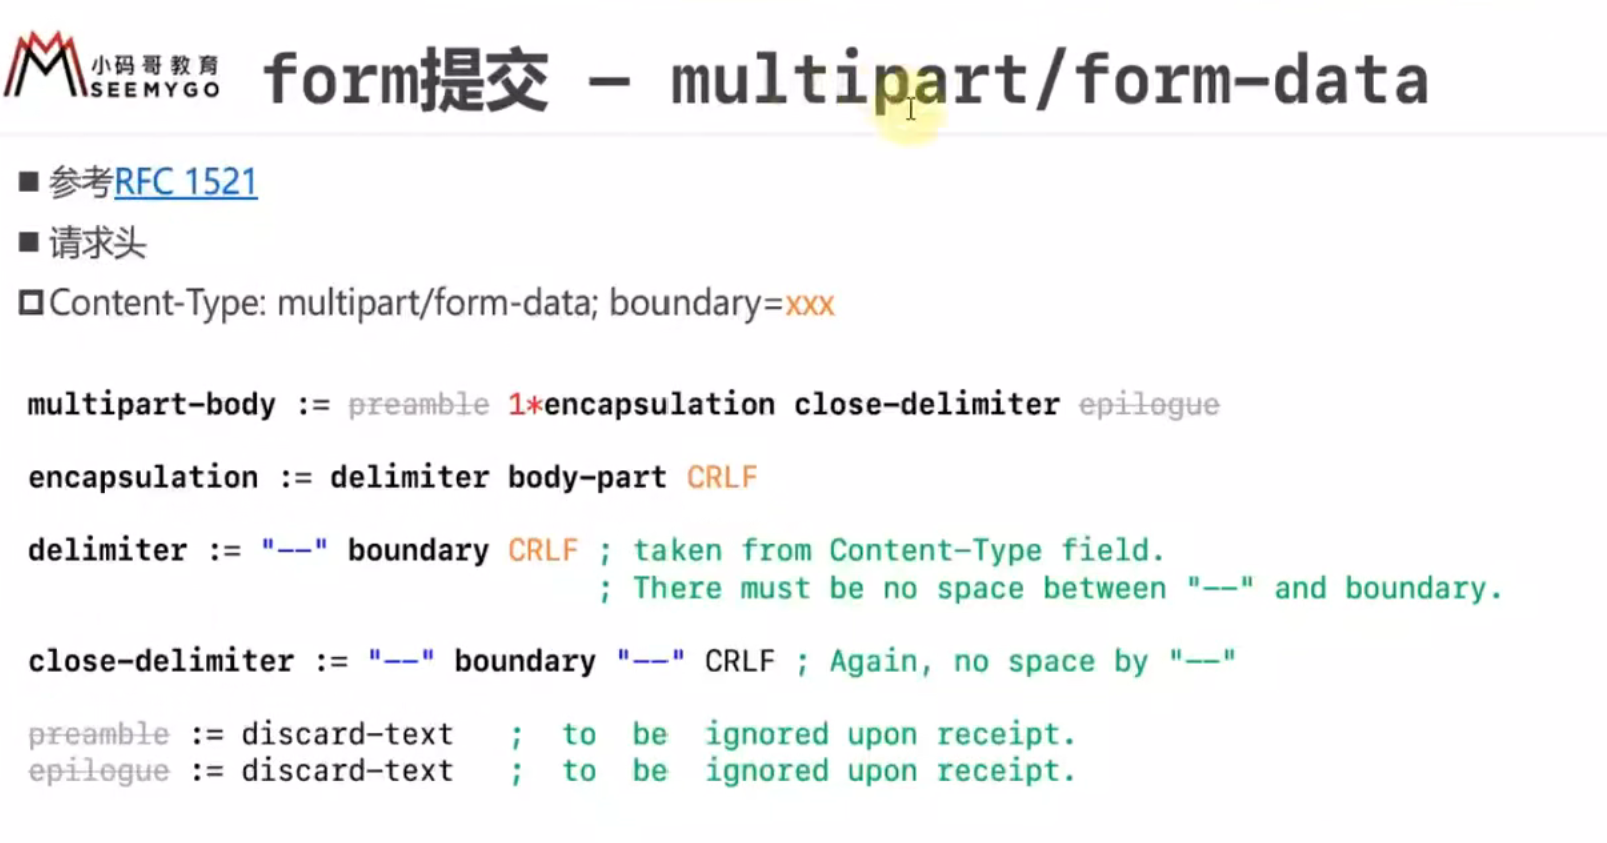 小码哥教育
SEEMYGO
form提交 - multipart/form-data
■ 参考RFC 1521
■ 请求头
Content-Type: multipart/form-data; boundary=xxx
multipart-body := preamble 1*encapsulation close-delimiter epilogue
encapsulation := delimiter body-part CRLF
delimiter := "--" boundary CRLF ; taken from Content-Type field.
; There must be no space between "--" and boundary.
close-delimiter := "--" boundary "--" CRLF ; Again, no space by "--"
preamble := discard-text ; to be ignored upon receipt.
epilogue := discard-text ; to be ignored upon receipt.